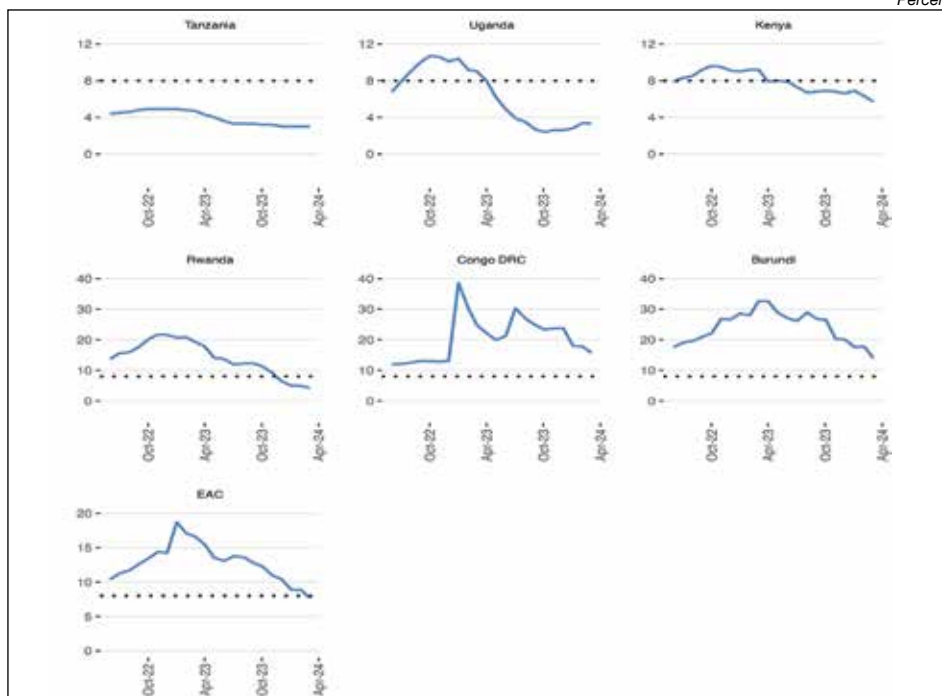 Percen
Tanzania
Uganda
Kenya
12
8
4
0
12
8
4
0
12
8
4
0
Oct-22
Apr-23
Oct-23
Apr-24
Oct-22
Apr-23
Oct-23
Apr-24
Oct-22
Apr-23
Oct-23
Apr-24
Rwanda
Congo DRC
Burundi
40
30
20
10
0
40
30
20
10
0
40
30
20
10
0
Oct-22
Apr-23
Oct-23
Apr-24
Oct-22
Apr-23
Oct-23
Apr-24
Oct-22
Apr-23
Oct-23
Apr-24
EAC
20
15
10
5
0
Oct-22
Apr-23
Oct-23
Apr-24